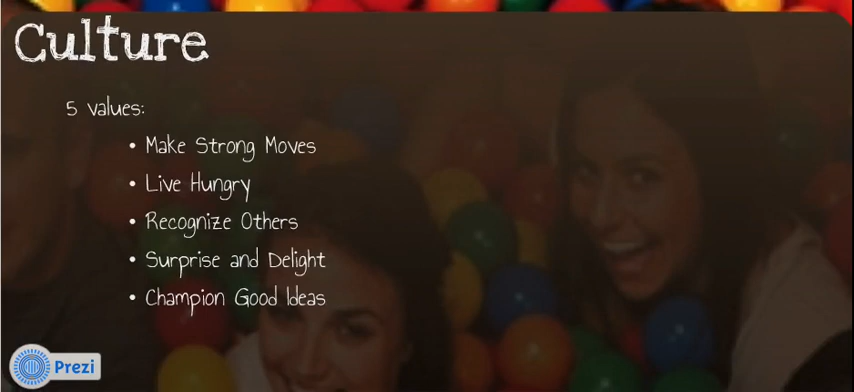 Culture
5 values:
• Make Strong Moves
• Live Hungry
• Recognize Others
• Surprise and Delight
• Champion Good Ideas
Prezi